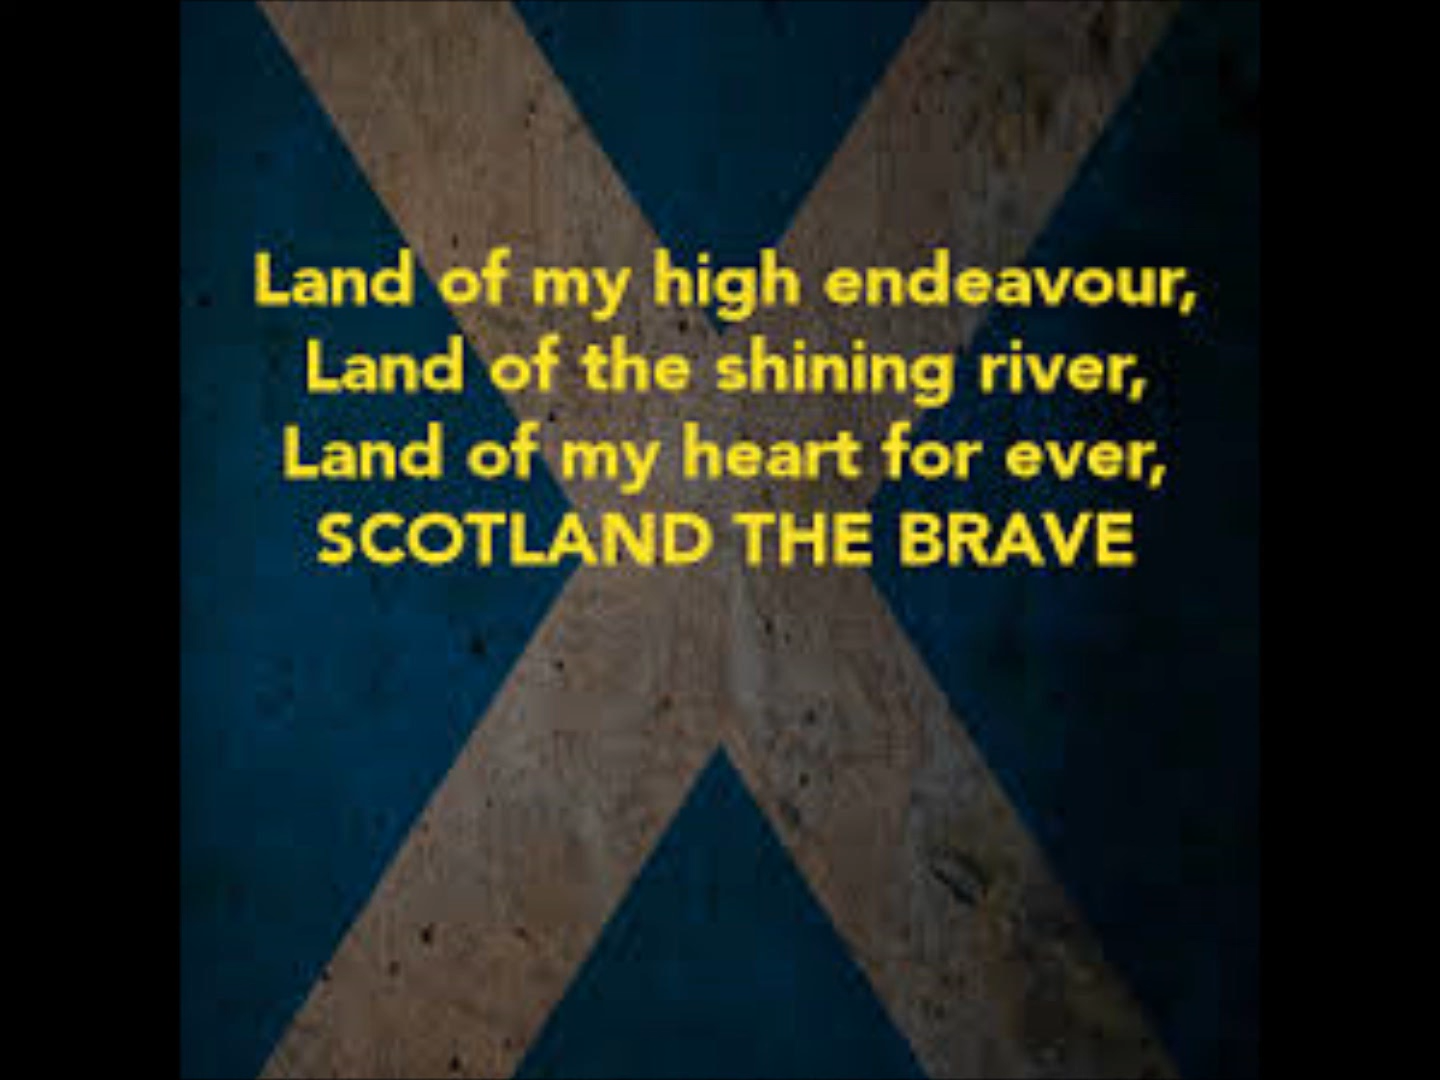 Land of my high endeavour,
Land of the shining river,
Land of my heart for ever,
SCOTLAND THE BRAVE